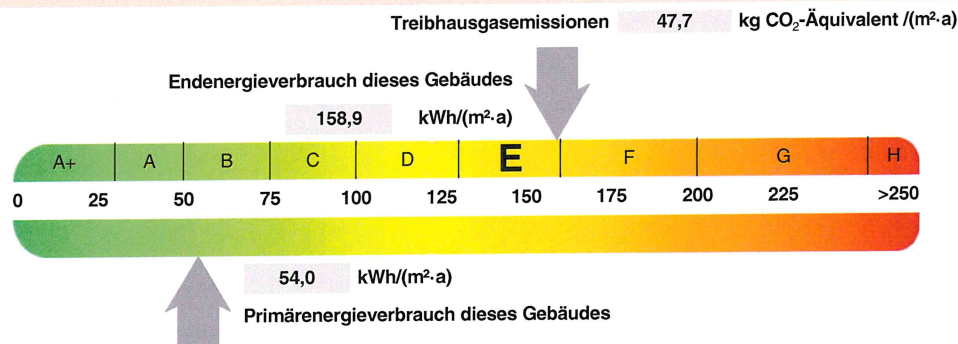 Treibhausgasemissionen 47,7 kg CO₂-Äquivalent /(m²·a)
Endenergieverbrauch dieses Gebäudes
158,9 kWh/(m²·a)
A+ A B C D E F G H
0 25 50 75 100 125 150 175 200 225 >250
54,0 kWh/(m²·a)
Primärenergieverbrauch dieses Gebäudes